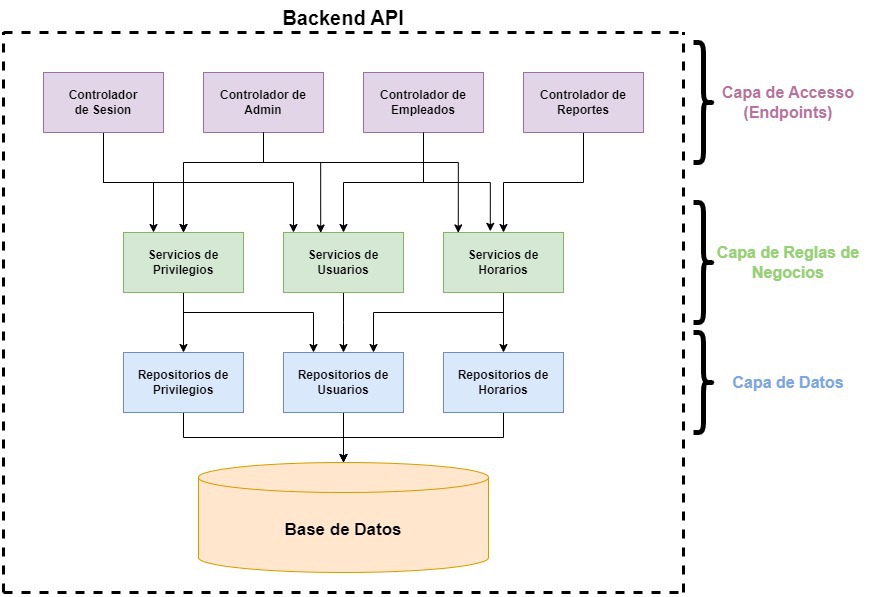 Backend API
Controlador
de Sesion
Controlador de
Admin
Controlador de
Empleados
Controlador de
Reportes
Capa de Accesso
(Endpoints)
Servicios de
Privilegios
Servicios de
Usuarios
Servicios de
Horarios
Capa de Reglas de
Negocios
Repositorios de
Privilegios
Repositorios de
Usuarios
Repositorios de
Horarios
Capa de Datos
Base de Datos